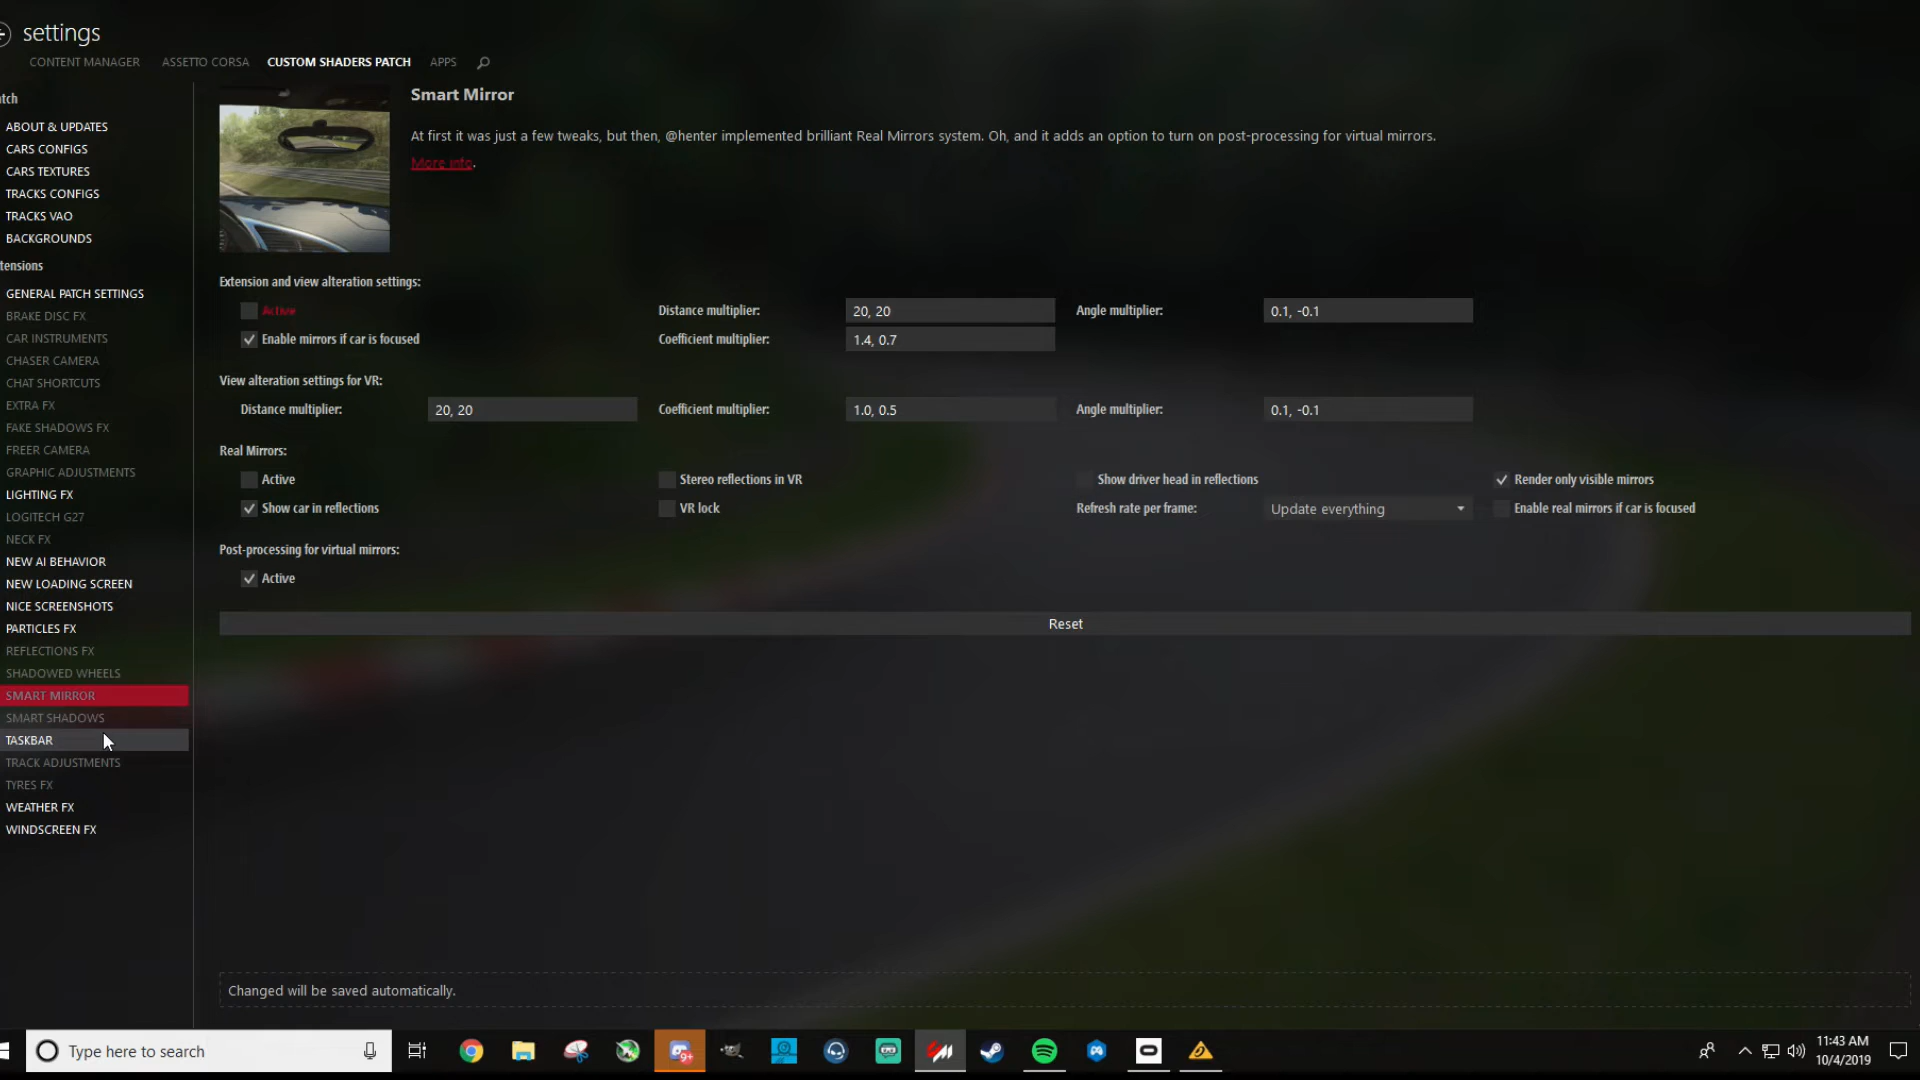 settings
CONTENT MANAGER ASSETTO CORSA CUSTOM SHADERS PATCH APPS
tch
ABOUT & UPDATES
CARS CONFIGS
CARS TEXTURES
TRACKS CONFIGS
TRACKS VAO
BACKGROUNDS
tensions
GENERAL PATCH SETTINGS
BRAKE DISC FX
CAR INSTRUMENTS
CHASER CAMERA
CHAT SHORTCUTS
EXTRA FX
FAKE SHADOWS FX
FREER CAMERA
GRAPHIC ADJUSTMENTS
LIGHTING FX
LOGITECH G27
NECK FX
NEW AI BEHAVIOR
NEW LOADING SCREEN
NICE SCREENSHOTS
PARTICLES FX
REFLECTIONS FX
SHADOWED WHEELS
SMART MIRROR
SMART SHADOWS
TASKBAR
TRACK ADJUSTMENTS
TYRES FX
WEATHER FX
WINDSCREEN FX
Smart Mirror
At first it was just a few tweaks, but then, @henter implemented brilliant Real Mirrors system. Oh, and it adds an option to turn on post-processing for virtual mirrors.
More info.
Extension and view alteration settings:
Active Distance multiplier: 20, 20 Angle multiplier: 0.1, -0.1
Enable mirrors if car is focused Coefficient multiplier: 1.4, 0.7
View alteration settings for VR:
Distance multiplier: 20, 20 Coefficient multiplier: 1.0, 0.5 Angle multiplier: 0.1, -0.1
Real Mirrors:
Active Stereo reflections in VR Show driver head in reflections Render only visible mirrors
Show car in reflections VR lock Refresh rate per frame: Update everything Enable real mirrors if car is focused
Post-processing for virtual mirrors:
Active
Reset
Changed will be saved automatically.
Type here to search
9+
11:43 AM
10/4/2019